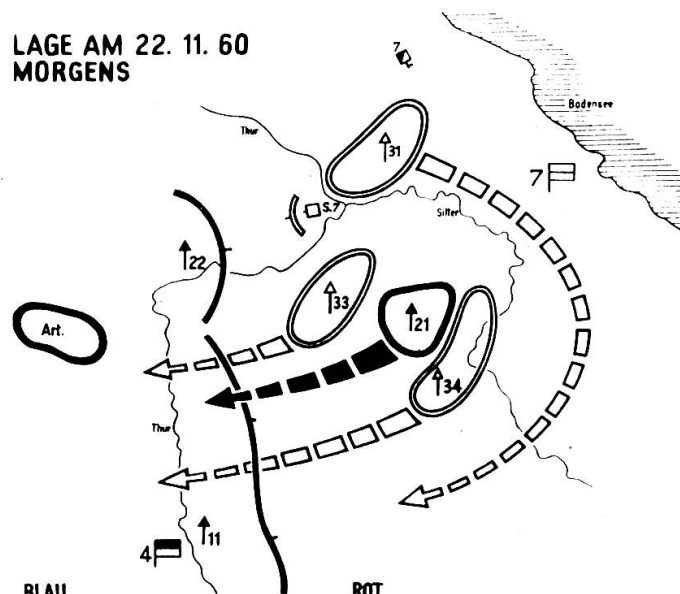 LAGE AM 22. 11. 60
MORGENS
7
Bodensee
Thur
31
7
S.7
Sitter
22
33
21
Art.
34
Thur
11
4
BLAU
ROT